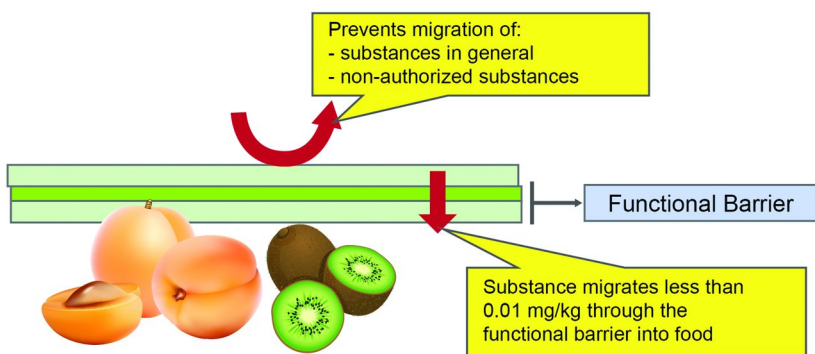 Prevents migration of:
- substances in general
- non-authorized substances
Functional Barrier
Substance migrates less than
0.01 mg/kg through the
functional barrier into food